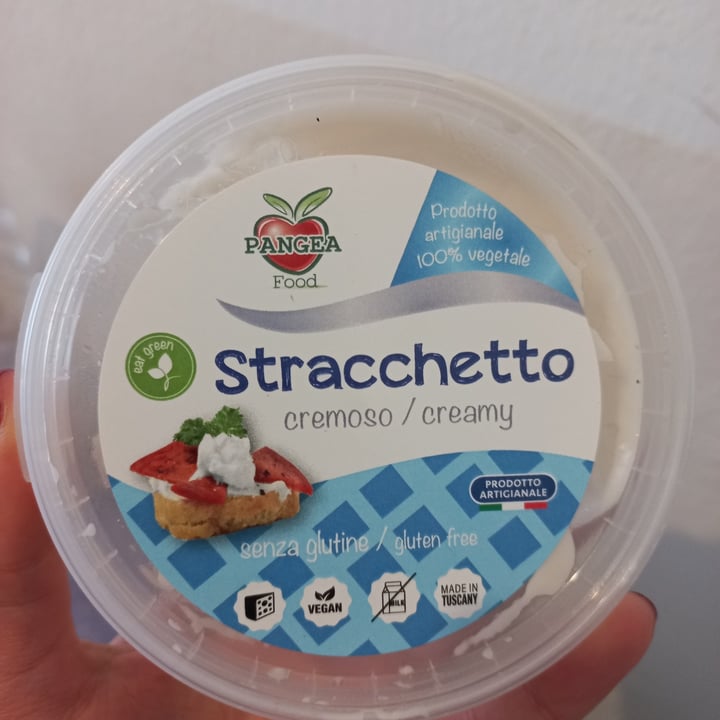 PANGEA
Food
Prodotto
artigianale
100% vegetale
eat green
Stracchetto
cremoso / creamy
PRODOTTO
ARTIGIANALE
senza glutine / gluten free
VEGAN
MILK
MADE IN
TUSCANY